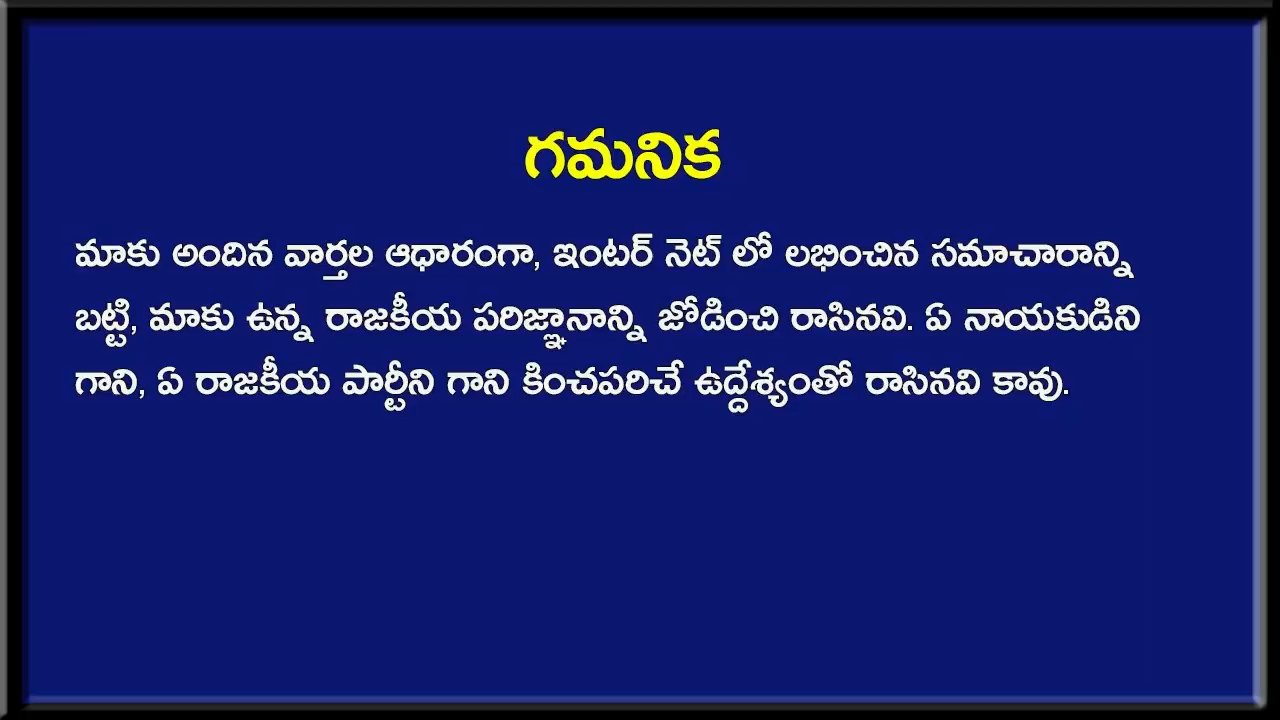 గమనిక
మాకు అందిన వార్తల ఆధారంగా, ఇంటర్ నెట్ లో లభించిన సమాచారాన్ని
బట్టి, మాకు ఉన్న రాజకీయ పరిజ్ఞానాన్ని జోడించి రాసినవి. ఏ నాయకుడిని
గాని, ఏ రాజకీయ పార్టీని గాని కించపరిచే ఉద్దేశ్యంతో రాసినవి కావు.